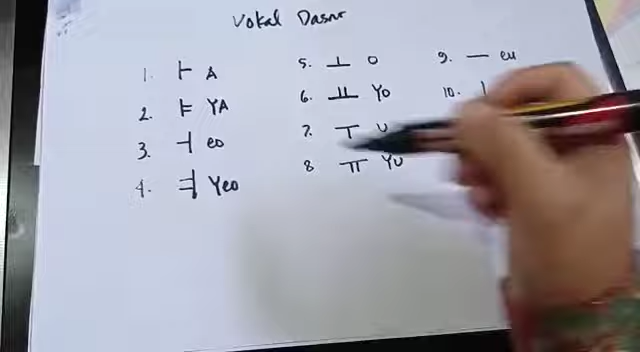 Vokal Dasar
1. ㅏ A
2. ㅑ YA
3. ㅓ eo
4. ㅕ Yeo
5. ㅗ O
6. ㅛ Yo
7. ㅜ U
8 ㅠ YU
9. ㅡ eu
10. ㅣ